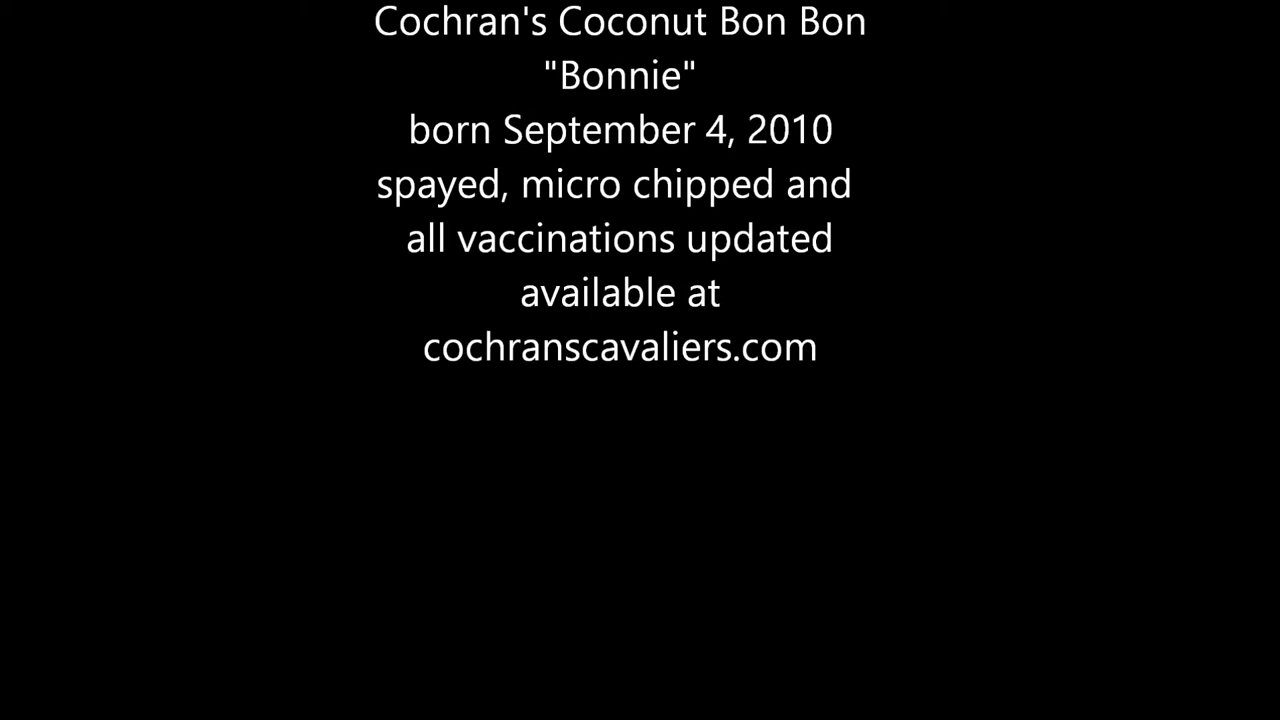 Cochran's Coconut Bon Bon
"Bonnie"
born September 4, 2010
spayed, micro chipped and
all vaccinations updated
available at
cochranscavaliers.com